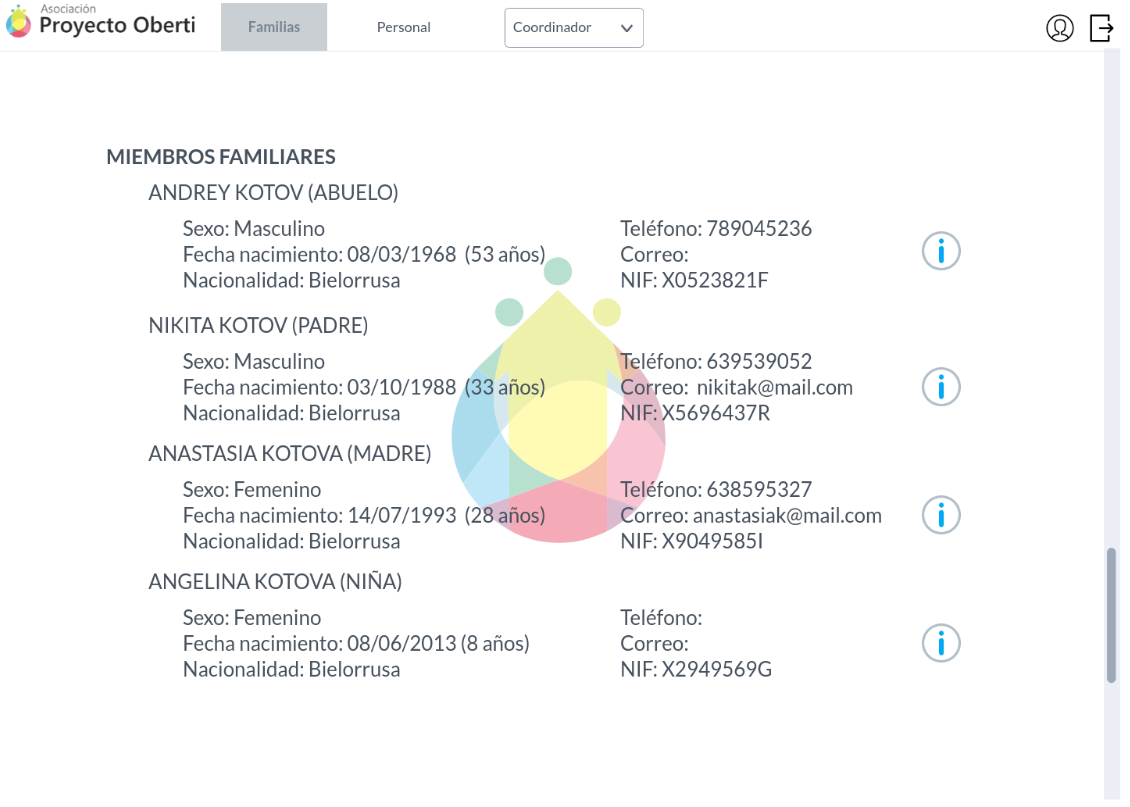 Asociación
Proyecto Oberti
Familias
Personal
Coordinador
MIEMBROS FAMILIARES
ANDREY KOTOV (ABUELO)
Sexo: Masculino
Teléfono: 789045236
Fecha nacimiento: 08/03/1968 (53 años)
Correo:
Nacionalidad: Bielorrusa
NIF: X0523821F
NIKITA KOTOV (PADRE)
Sexo: Masculino
Teléfono: 639539052
Fecha nacimiento: 03/10/1988 (33 años)
Correo: nikitak@mail.com
Nacionalidad: Bielorrusa
NIF: X5696437R
ANASTASIA KOTOVA (MADRE)
Sexo: Femenino
Teléfono: 638595327
Fecha nacimiento: 14/07/1993 (28 años)
Correo: anastasiak@mail.com
Nacionalidad: Bielorrusa
NIF: X9049585I
ANGELINA KOTOVA (NIÑA)
Sexo: Femenino
Teléfono:
Fecha nacimiento: 08/06/2013 (8 años)
Correo:
Nacionalidad: Bielorrusa
NIF: X2949569G